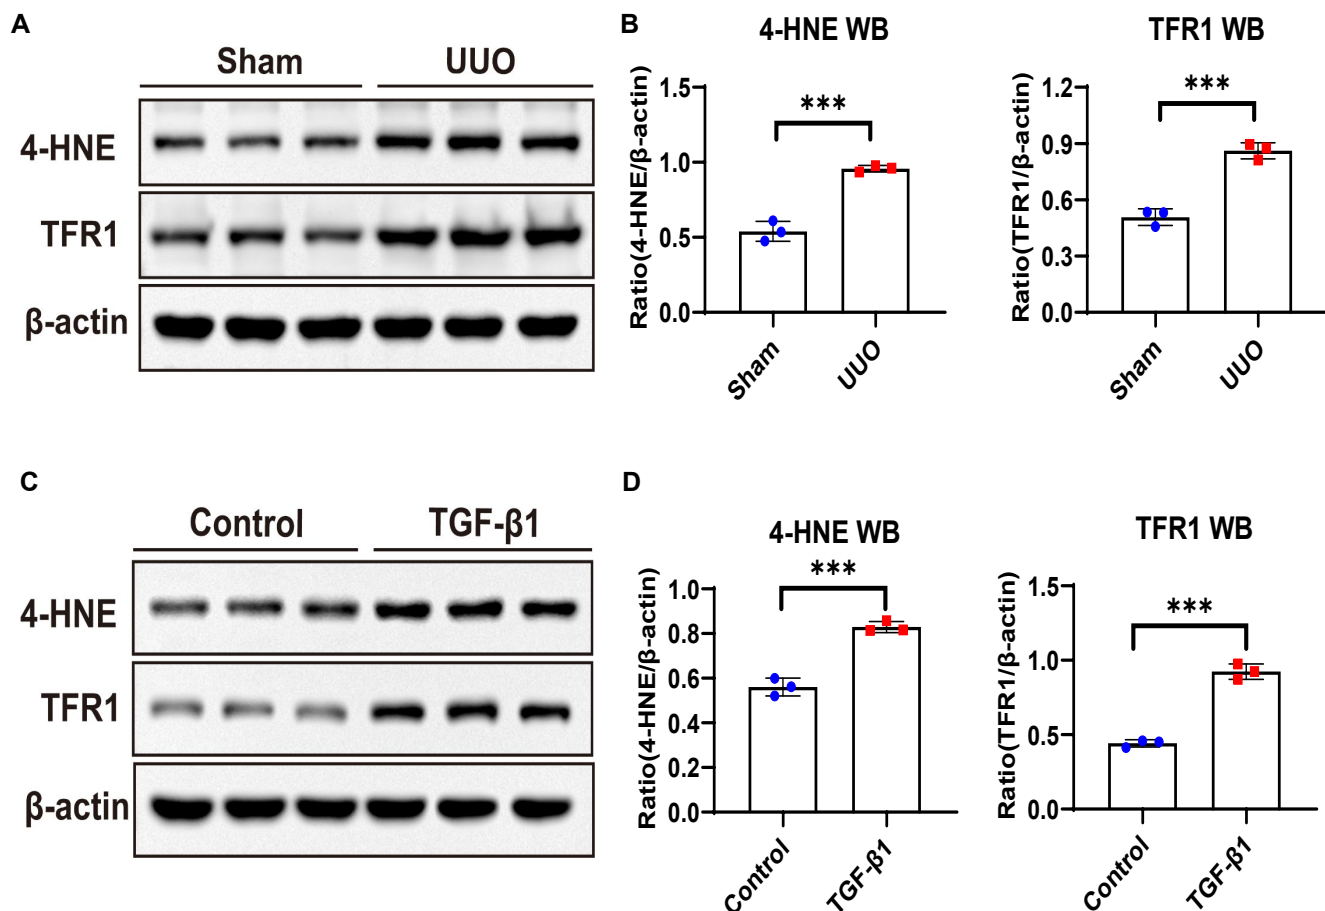 A
Sham UUO
4-HNE
TFR1
β-actin
B
4-HNE WB
Ratio(4-HNE/β-actin)
1.5
1.0
0.5
0.0
***
Sham
UUO
TFR1 WB
Ratio(TFR1/β-actin)
1.2
0.9
0.6
0.3
0.0
***
Sham
UUO
C
Control TGF-β1
4-HNE
TFR1
β-actin
D
4-HNE WB
Ratio(4-HNE/β-actin)
1.0
0.8
0.6
0.4
0.2
0.0
***
Control
TGF-β1
TFR1 WB
Ratio(TFR1/β-actin)
1.5
1.0
0.5
0.0
***
Control
TGF-β1